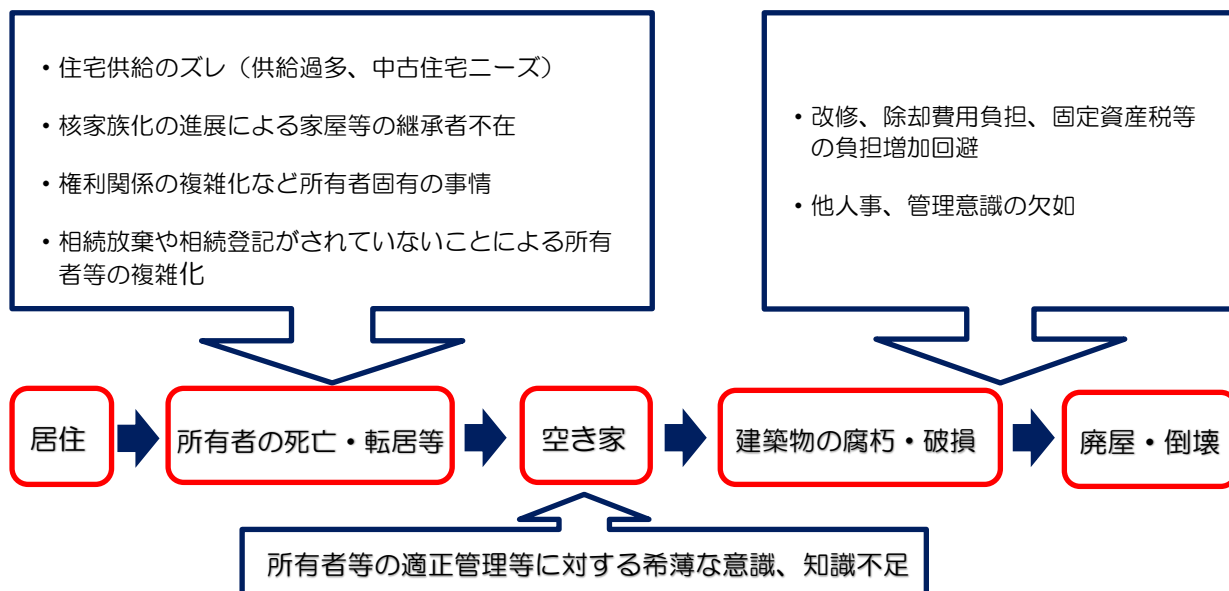 ・住宅供給のズレ（供給過多、中古住宅ニーズ）
・核家族化の進展による家屋等の継承者不在
・権利関係の複雑化など所有者固有の事情
・相続放棄や相続登記がされていないことによる所有
者等の複雑化
・改修、除却費用負担、固定資産税等
の負担増加回避
・他人事、管理意識の欠如
居住
所有者の死亡・転居等
空き家
建築物の腐朽・破損
廃屋・倒壊
所有者等の適正管理等に対する希薄な意識、知識不足